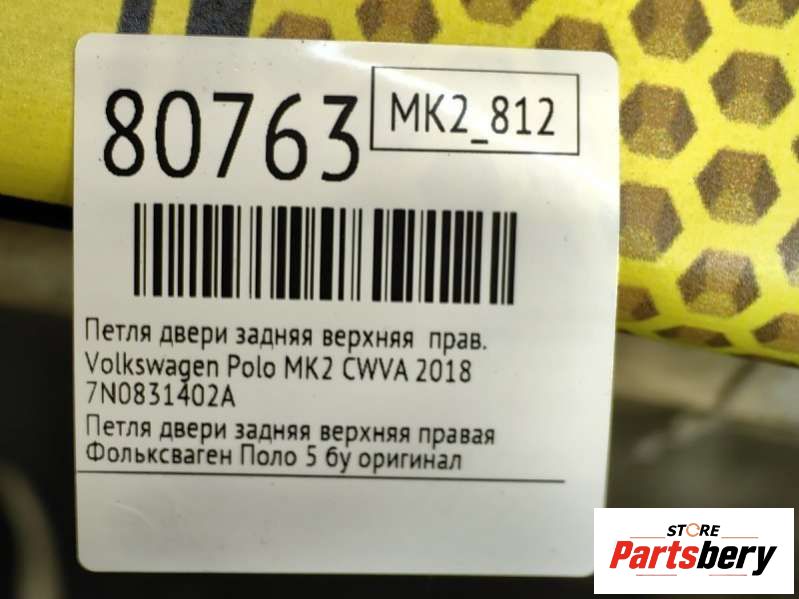 80763
MK2_812
Петля двери задняя верхняя прав.
Volkswagen Polo MK2 CWVA 2018
7N0831402A
Петля двери задняя верхняя правая
Фольксваген Поло 5 бу оригинал
STORE
Partsbery